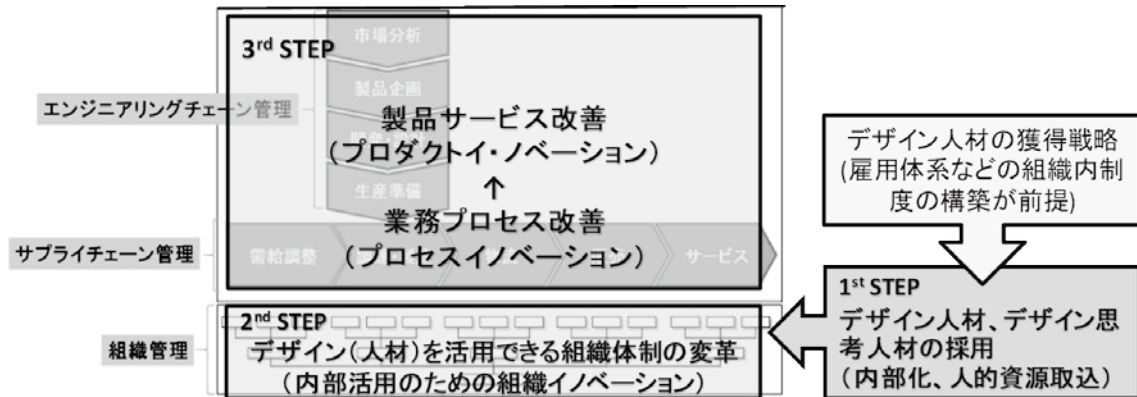 3rd STEP
市場分析
製品企画
エンジニアリングチェーン管理
製品サービス改善
(プロダクトイ・ノベーション)
生産準備
↑
業務プロセス改善
(プロセスイノベーション)
サプライチェーン管理
需給調整
サービス
デザイン人材の獲得戦略
(雇用体系などの組織内制
度の構築が前提)
1st STEP
デザイン人材、デザイン思
考人材の採用
(内部化、人的資源取込)
組織管理
2nd STEP
デザイン(人材)を活用できる組織体制の変革
(内部活用のための組織イノベーション)